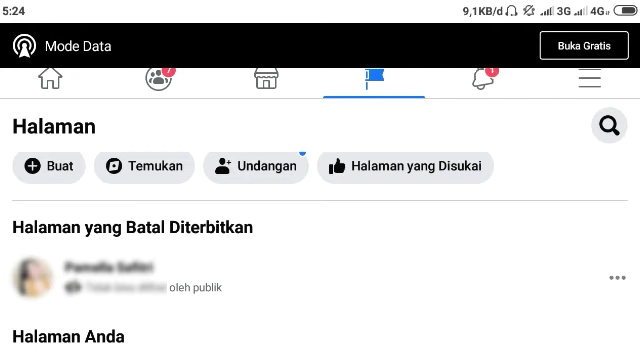 5:24 9,1KB/d 3G 4G
Mode Data Buka Gratis
7 1
Halaman
Buat Temukan Undangan Halaman yang Disukai
Halaman yang Batal Diterbitkan
oleh publik
Halaman Anda